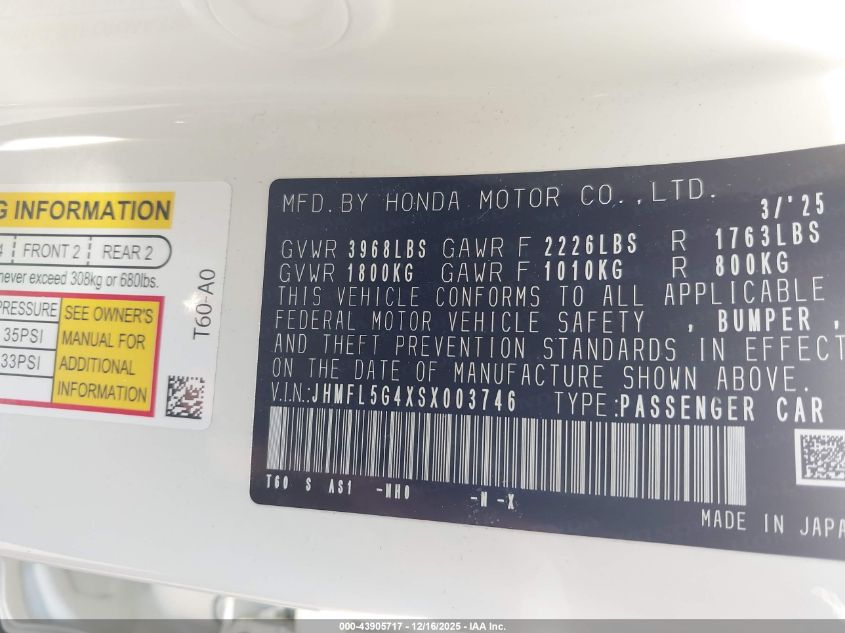 G INFORMATION
4 FRONT 2 REAR 2
never exceed 308kg or 680lbs.
PRESSURE
35PSI
33PSI
SEE OWNER'S
MANUAL FOR
ADDITIONAL
INFORMATION
T60-A0
MFD. BY HONDA MOTOR CO., LTD. 3/'25
GVWR 3968LBS GAWR F 2226LBS R 1763LBS
GVWR 1800KG GAWR F 1010KG R 800KG
THIS VEHICLE CONFORMS TO ALL APPLICABLE
FEDERAL MOTOR VEHICLE SAFETY , BUMPER ,
AND THEFT PREVENTION STANDARDS IN EFFECT
ON THE DATE OF MANUFACTURE SHOWN ABOVE.
V.I.N.:JHMFL5G4XSX003746 TYPE:PASSENGER CAR
T60 S AS1 -NH0 -N -X
MADE IN JAPA
000-43905717 - 12/16/2025 - IAA Inc.